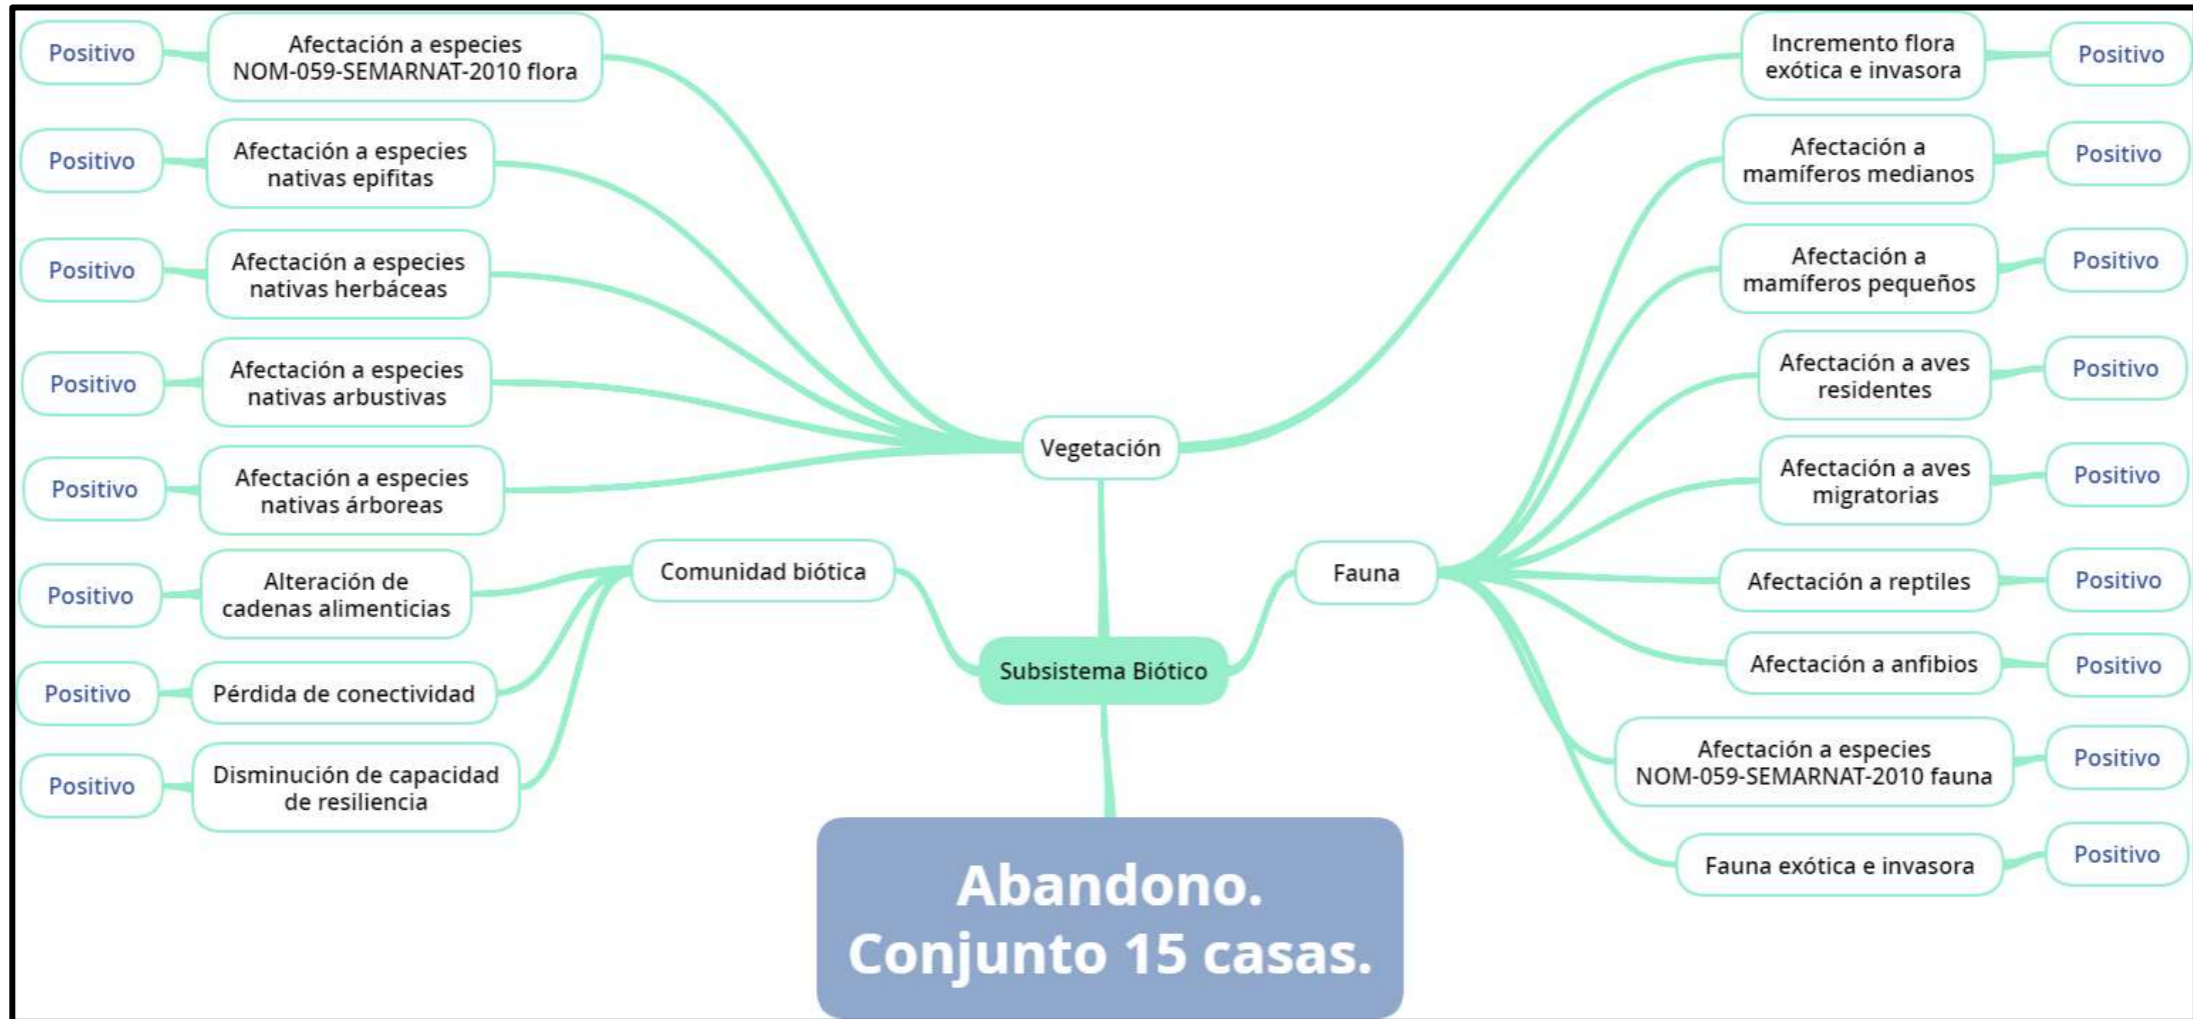 Positivo
Afectación a especies
NOM-059-SEMARNAT-2010 flora
Positivo
Afectación a especies
nativas epifitas
Positivo
Afectación a especies
nativas herbáceas
Positivo
Afectación a especies
nativas arbustivas
Positivo
Afectación a especies
nativas árboreas
Positivo
Alteración de
cadenas alimenticias
Positivo
Pérdida de conectividad
Positivo
Disminución de capacidad
de resiliencia
Comunidad biótica
Vegetación
Subsistema Biótico
Fauna
Incremento flora
exótica e invasora
Positivo
Afectación a
mamíferos medianos
Positivo
Afectación a
mamíferos pequeños
Positivo
Afectación a aves
residentes
Positivo
Afectación a aves
migratorias
Positivo
Afectación a reptiles
Positivo
Afectación a anfibios
Positivo
Afectación a especies
NOM-059-SEMARNAT-2010 fauna
Positivo
Fauna exótica e invasora
Positivo
Abandono.
Conjunto 15 casas.